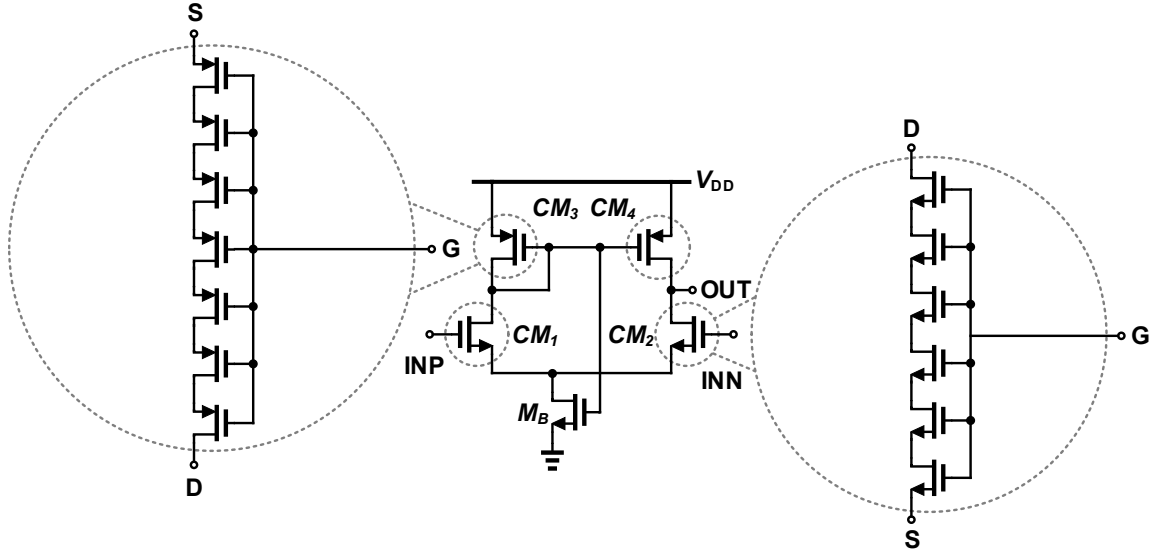 S
D
V_DD
CM_3 CM_4
G
OUT
CM_1 CM_2
G
INP INN
M_B
D
S